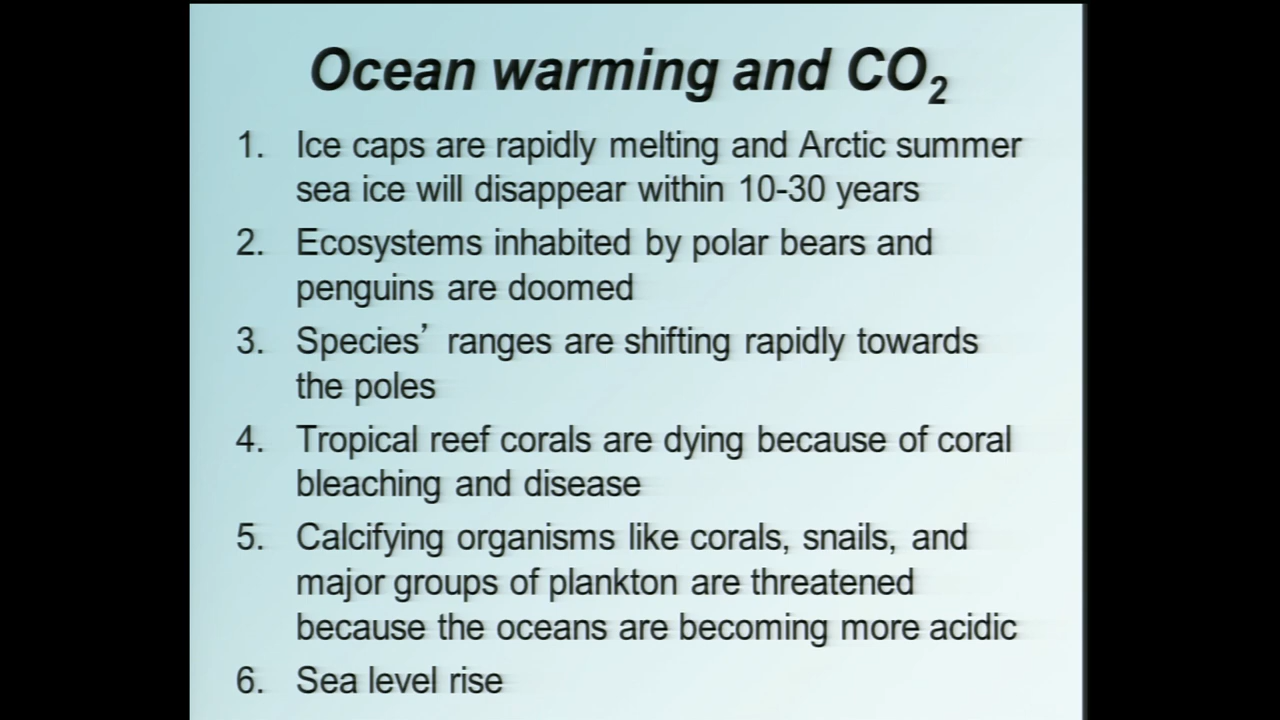 Ocean warming and CO₂
1. Ice caps are rapidly melting and Arctic summer
sea ice will disappear within 10-30 years
2. Ecosystems inhabited by polar bears and
penguins are doomed
3. Species’ ranges are shifting rapidly towards
the poles
4. Tropical reef corals are dying because of coral
bleaching and disease
5. Calcifying organisms like corals, snails, and
major groups of plankton are threatened
because the oceans are becoming more acidic
6. Sea level rise